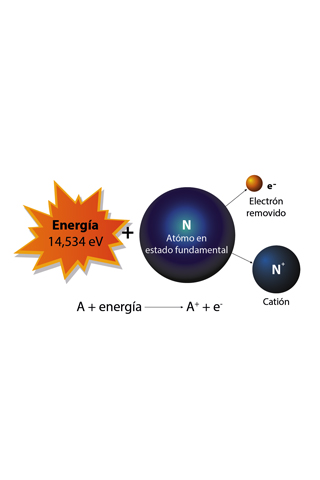 Energía
14,534 eV
+
N
Atómo en
estado fundamental
e⁻
Electrón
removido
N⁺
Catión
A + energía ⟶ A⁺ + e⁻